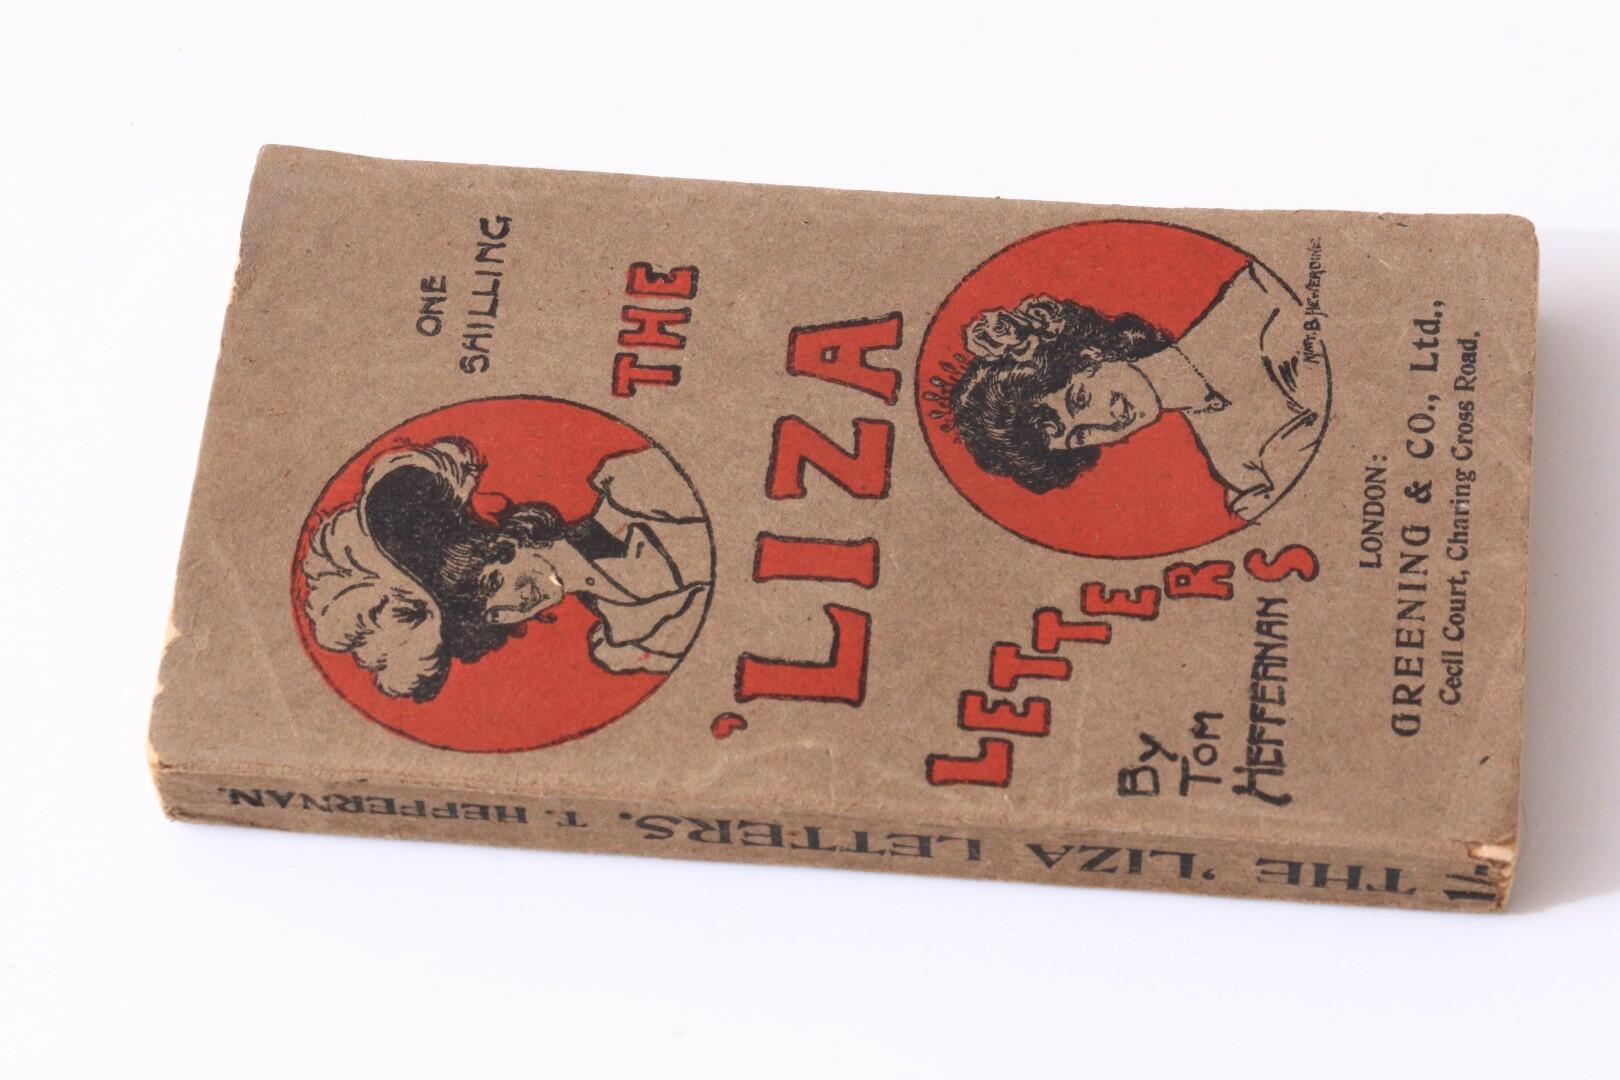 ONE
SHILLING
THE
'LIZA
LETTERS
By
TOM
HEFFERNAN
LONDON:
GREENING & CO., Ltd.,
Cecil Court, Charing Cross Road.
THE 'LIZA LETTERS. T. HEFFERNAN.
1/-